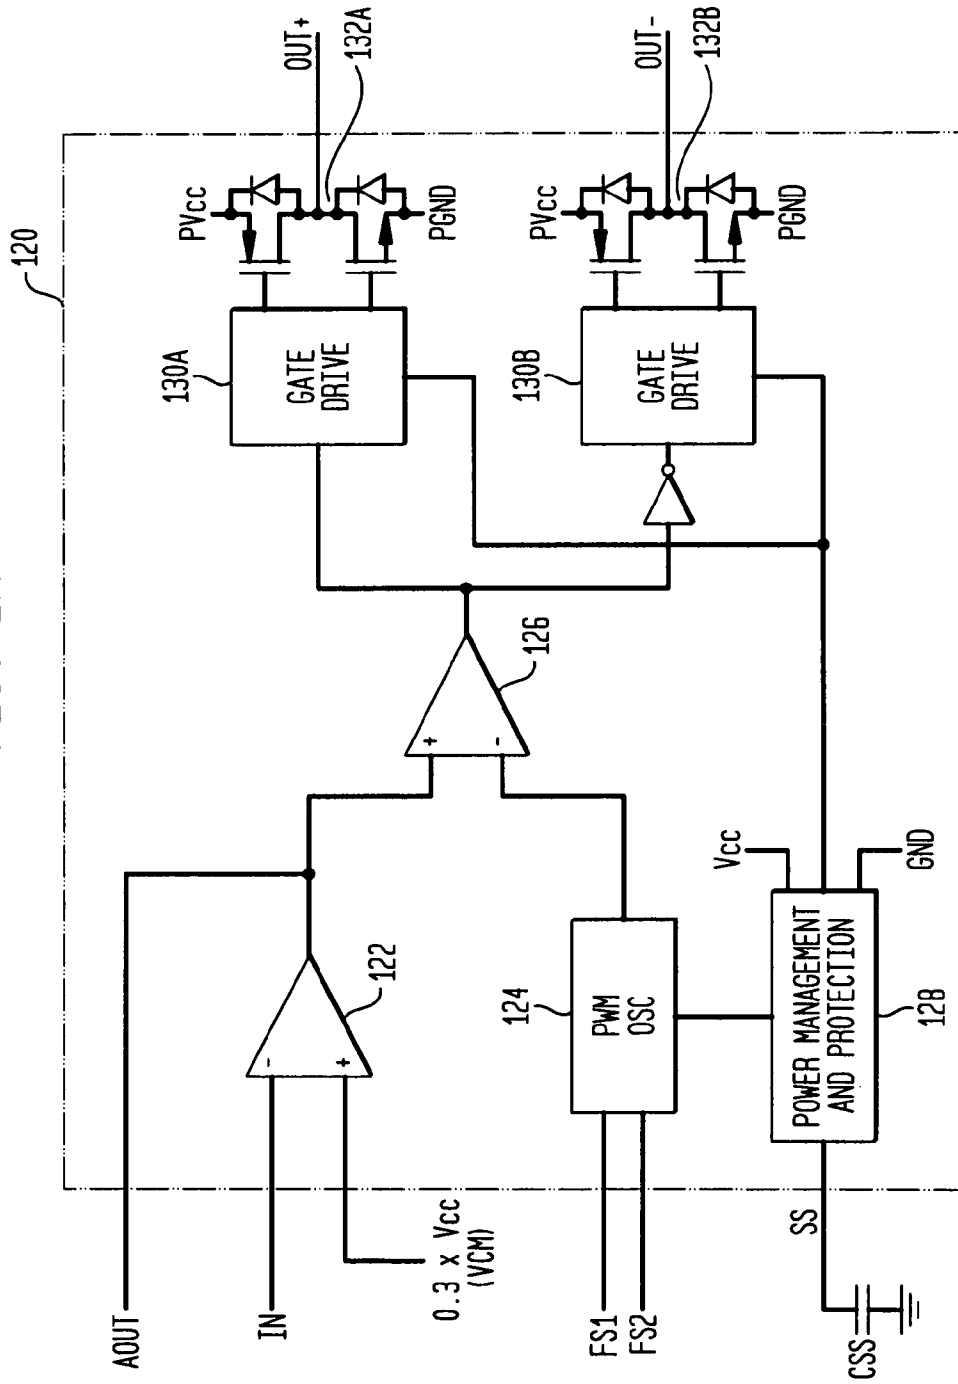 120
OUT+
132A
PVcc
PGND
130A
GATE
DRIVE
OUT-
132B
PVcc
PGND
130B
GATE
DRIVE
126
+
-
AOUT
122
-
+
IN
0.3 x Vcc
(VCM)
124
PWM
OSC
FS1
FS2
Vcc
GND
POWER MANAGEMENT
AND PROTECTION
128
SS
CSS